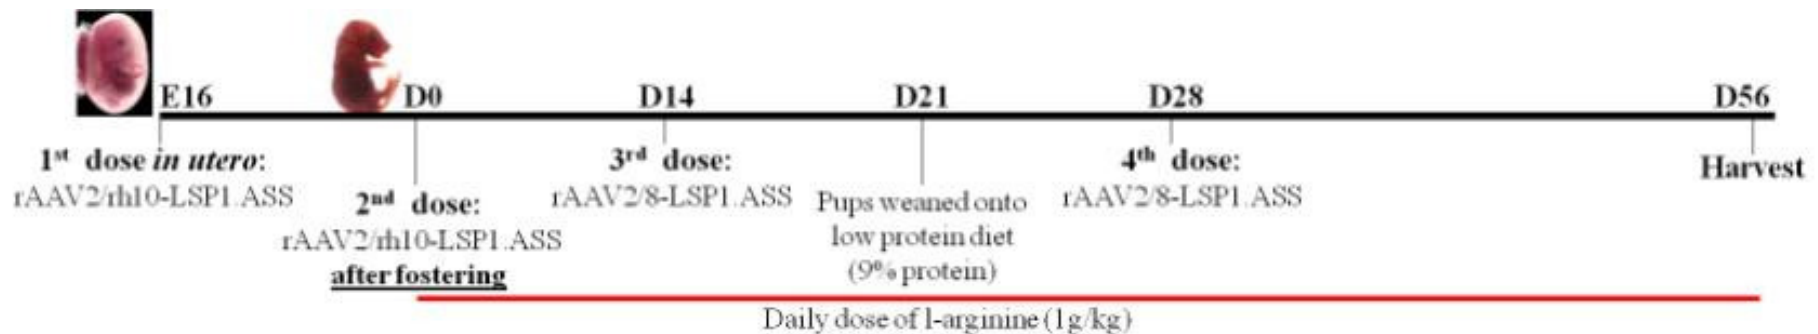 E16 D0 D14 D21 D28 D56
1st dose in utero:
rAAV2/rh10-LSP1.ASS
2nd dose:
rAAV2/rh10-LSP1.ASS
after fostering
3rd dose:
rAAV2/8-LSP1.ASS
Pups weaned onto
low protein diet
(9% protein)
4th dose:
rAAV2/8-LSP1.ASS
Harvest
Daily dose of l-arginine (1g/kg)